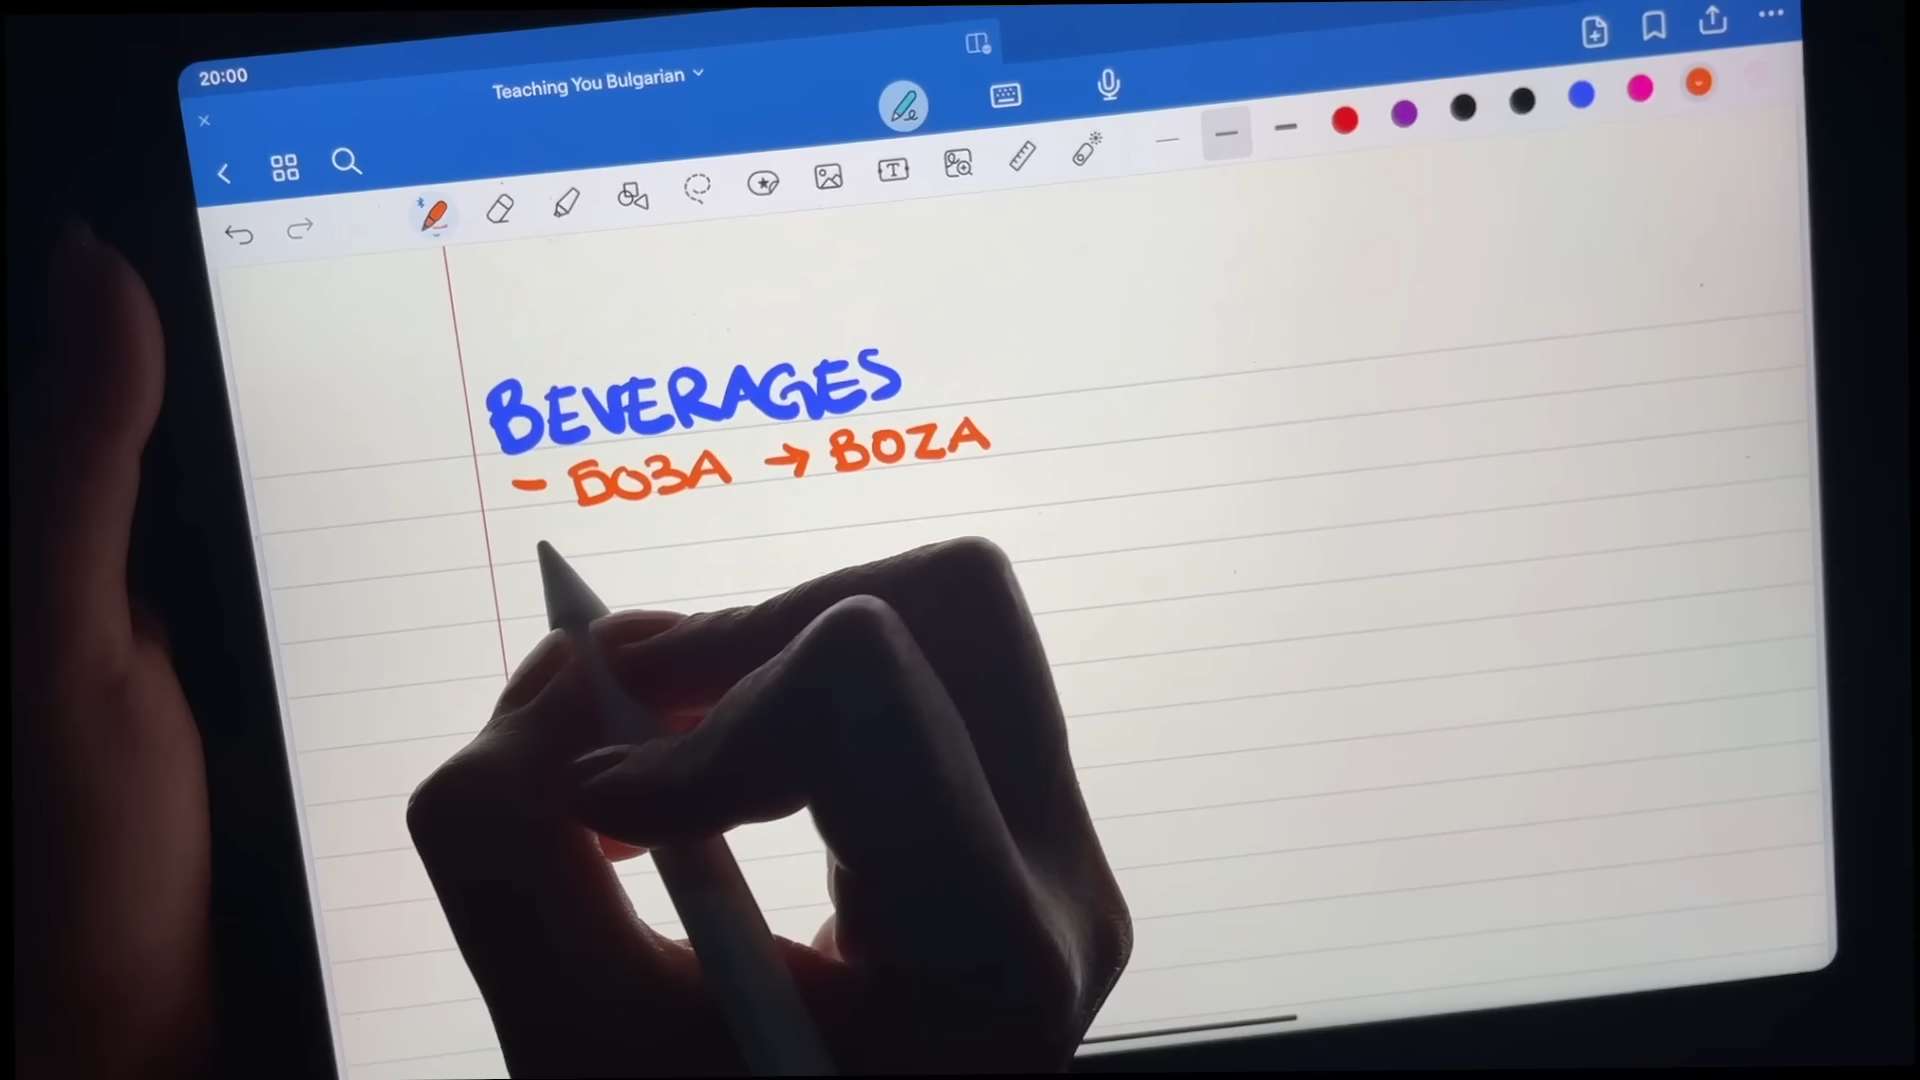 20:00
Teaching You Bulgarian
BEVERAGES
- БОЗА → BOZA